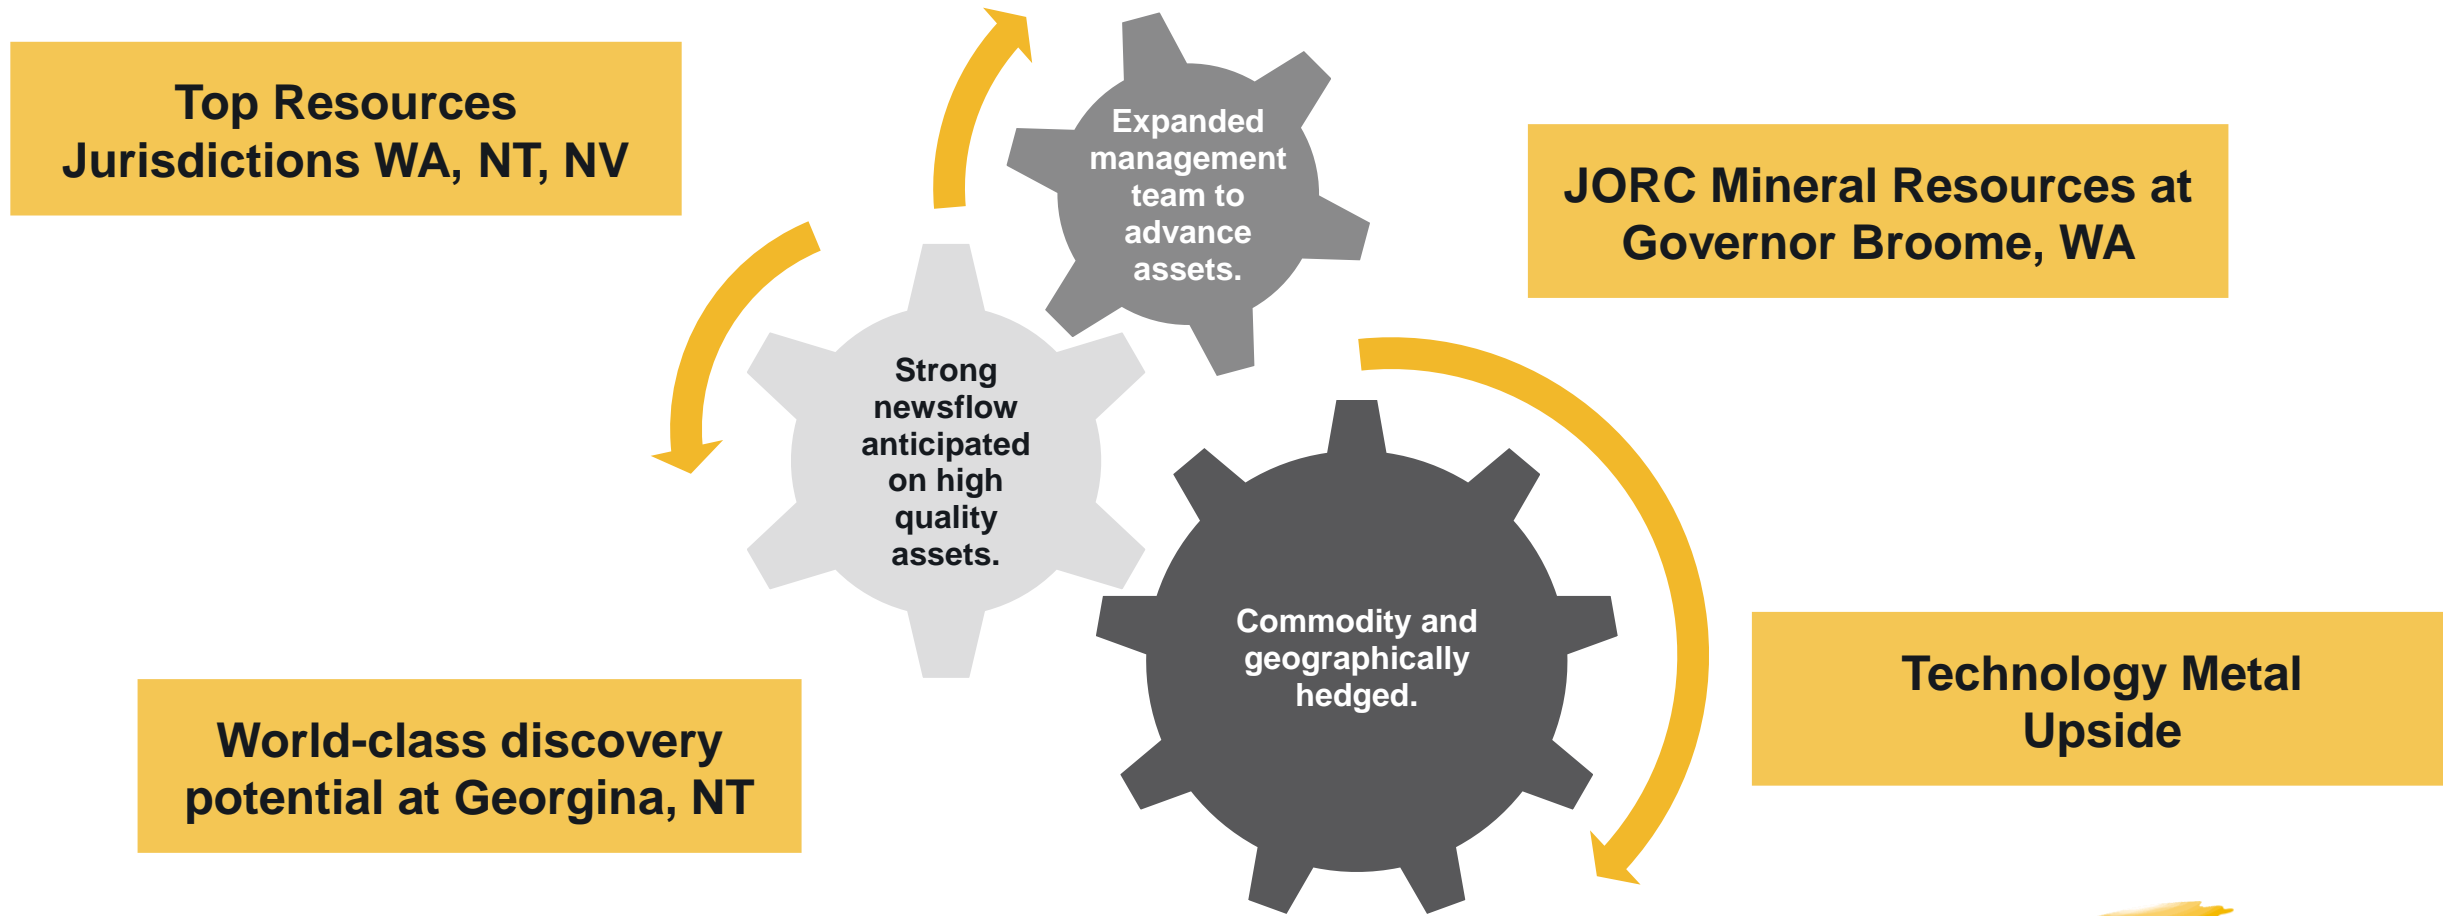 Top Resources
Jurisdictions WA, NT, NV
Expanded
management
team to
advance
assets.
JORC Mineral Resources at
Governor Broome, WA
Strong
newsflow
anticipated
on high
quality
assets.
Commodity and
geographically
hedged.
World-class discovery
potential at Georgina, NT
Technology Metal
Upside